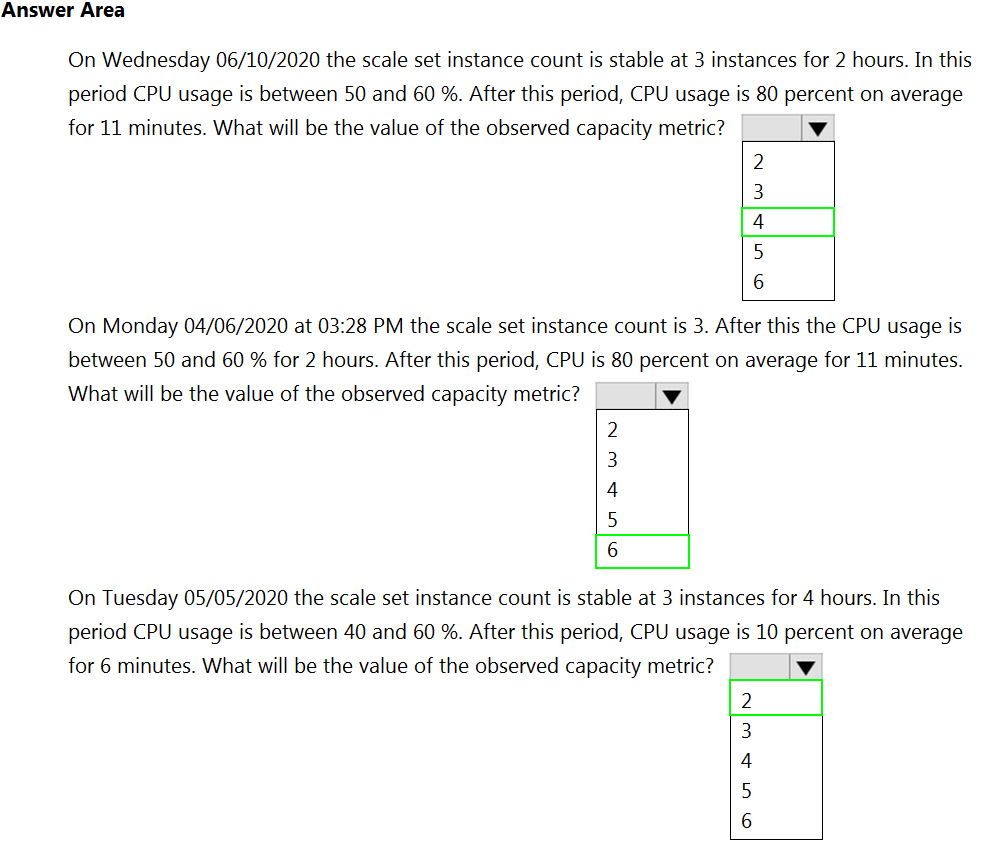 Answer Area
On Wednesday 06/10/2020 the scale set instance count is stable at 3 instances for 2 hours. In this
period CPU usage is between 50 and 60 %. After this period, CPU usage is 80 percent on average
for 11 minutes. What will be the value of the observed capacity metric?
2
3
4
5
6
On Monday 04/06/2020 at 03:28 PM the scale set instance count is 3. After this the CPU usage is
between 50 and 60 % for 2 hours. After this period, CPU is 80 percent on average for 11 minutes.
What will be the value of the observed capacity metric?
2
3
4
5
6
On Tuesday 05/05/2020 the scale set instance count is stable at 3 instances for 4 hours. In this
period CPU usage is between 40 and 60 %. After this period, CPU usage is 10 percent on average
for 6 minutes. What will be the value of the observed capacity metric?
2
3
4
5
6